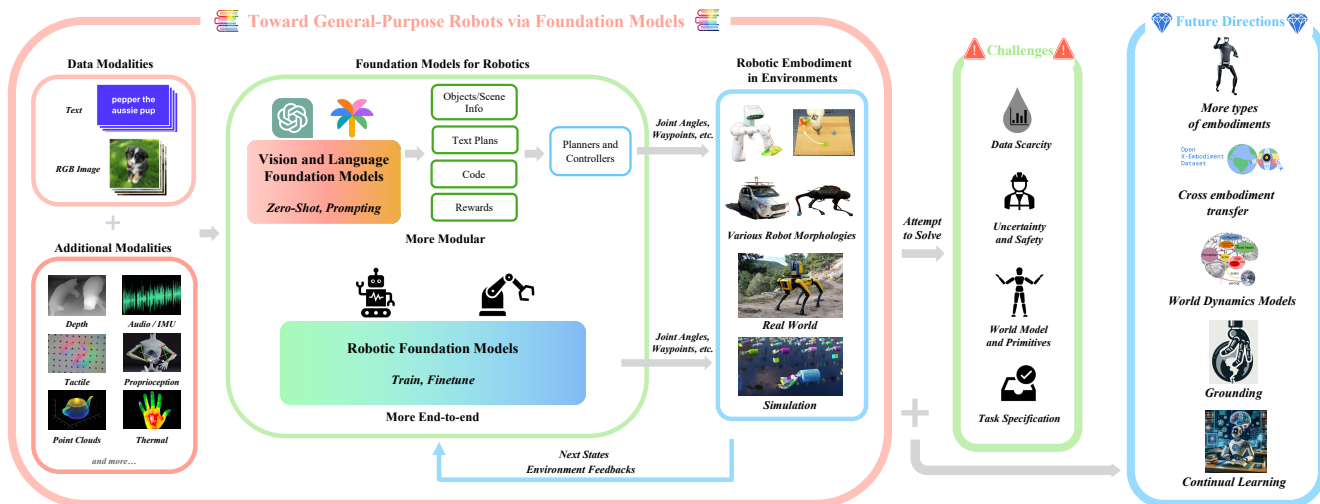 Toward General-Purpose Robots via Foundation Models
Data Modalities
Text
pepper the
aussie pup
RGB Image
Additional Modalities
Depth
Audio / IMU
Tactile
Proprioception
Point Clouds
Thermal
and more…
Foundation Models for Robotics
Vision and Language
Foundation Models
Zero-Shot, Prompting
Objects/Scene
Info
Text Plans
Code
Rewards
Planners and
Controllers
More Modular
Robotic Foundation Models
Train, Finetune
More End-to-end
Joint Angles,
Waypoints, etc.
Joint Angles,
Waypoints, etc.
Next States
Environment Feedbacks
Robotic Embodiment
in Environments
Various Robot Morphologies
Real World
Simulation
Attempt
to Solve
Challenges
Data Scarcity
Uncertainty
and Safety
World Model
and Primitives
Task Specification
Future Directions
More types
of embodiments
Open
X-Embodiment
Dataset
Cross embodiment
transfer
World Dynamics Models
Grounding
Continual Learning